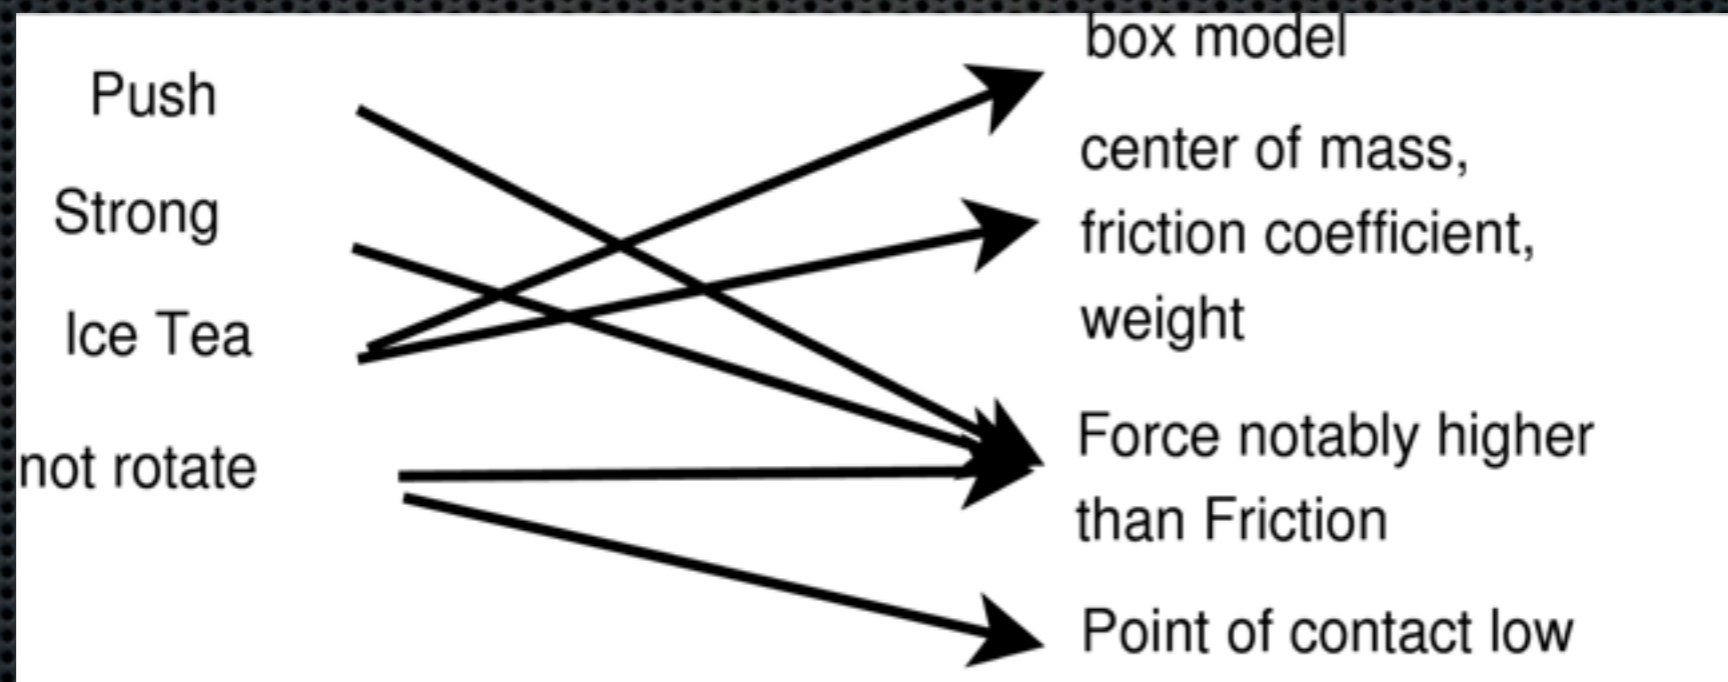 Push
Strong
Ice Tea
not rotate
box model
center of mass,
friction coefficient,
weight
Force notably higher
than Friction
Point of contact low